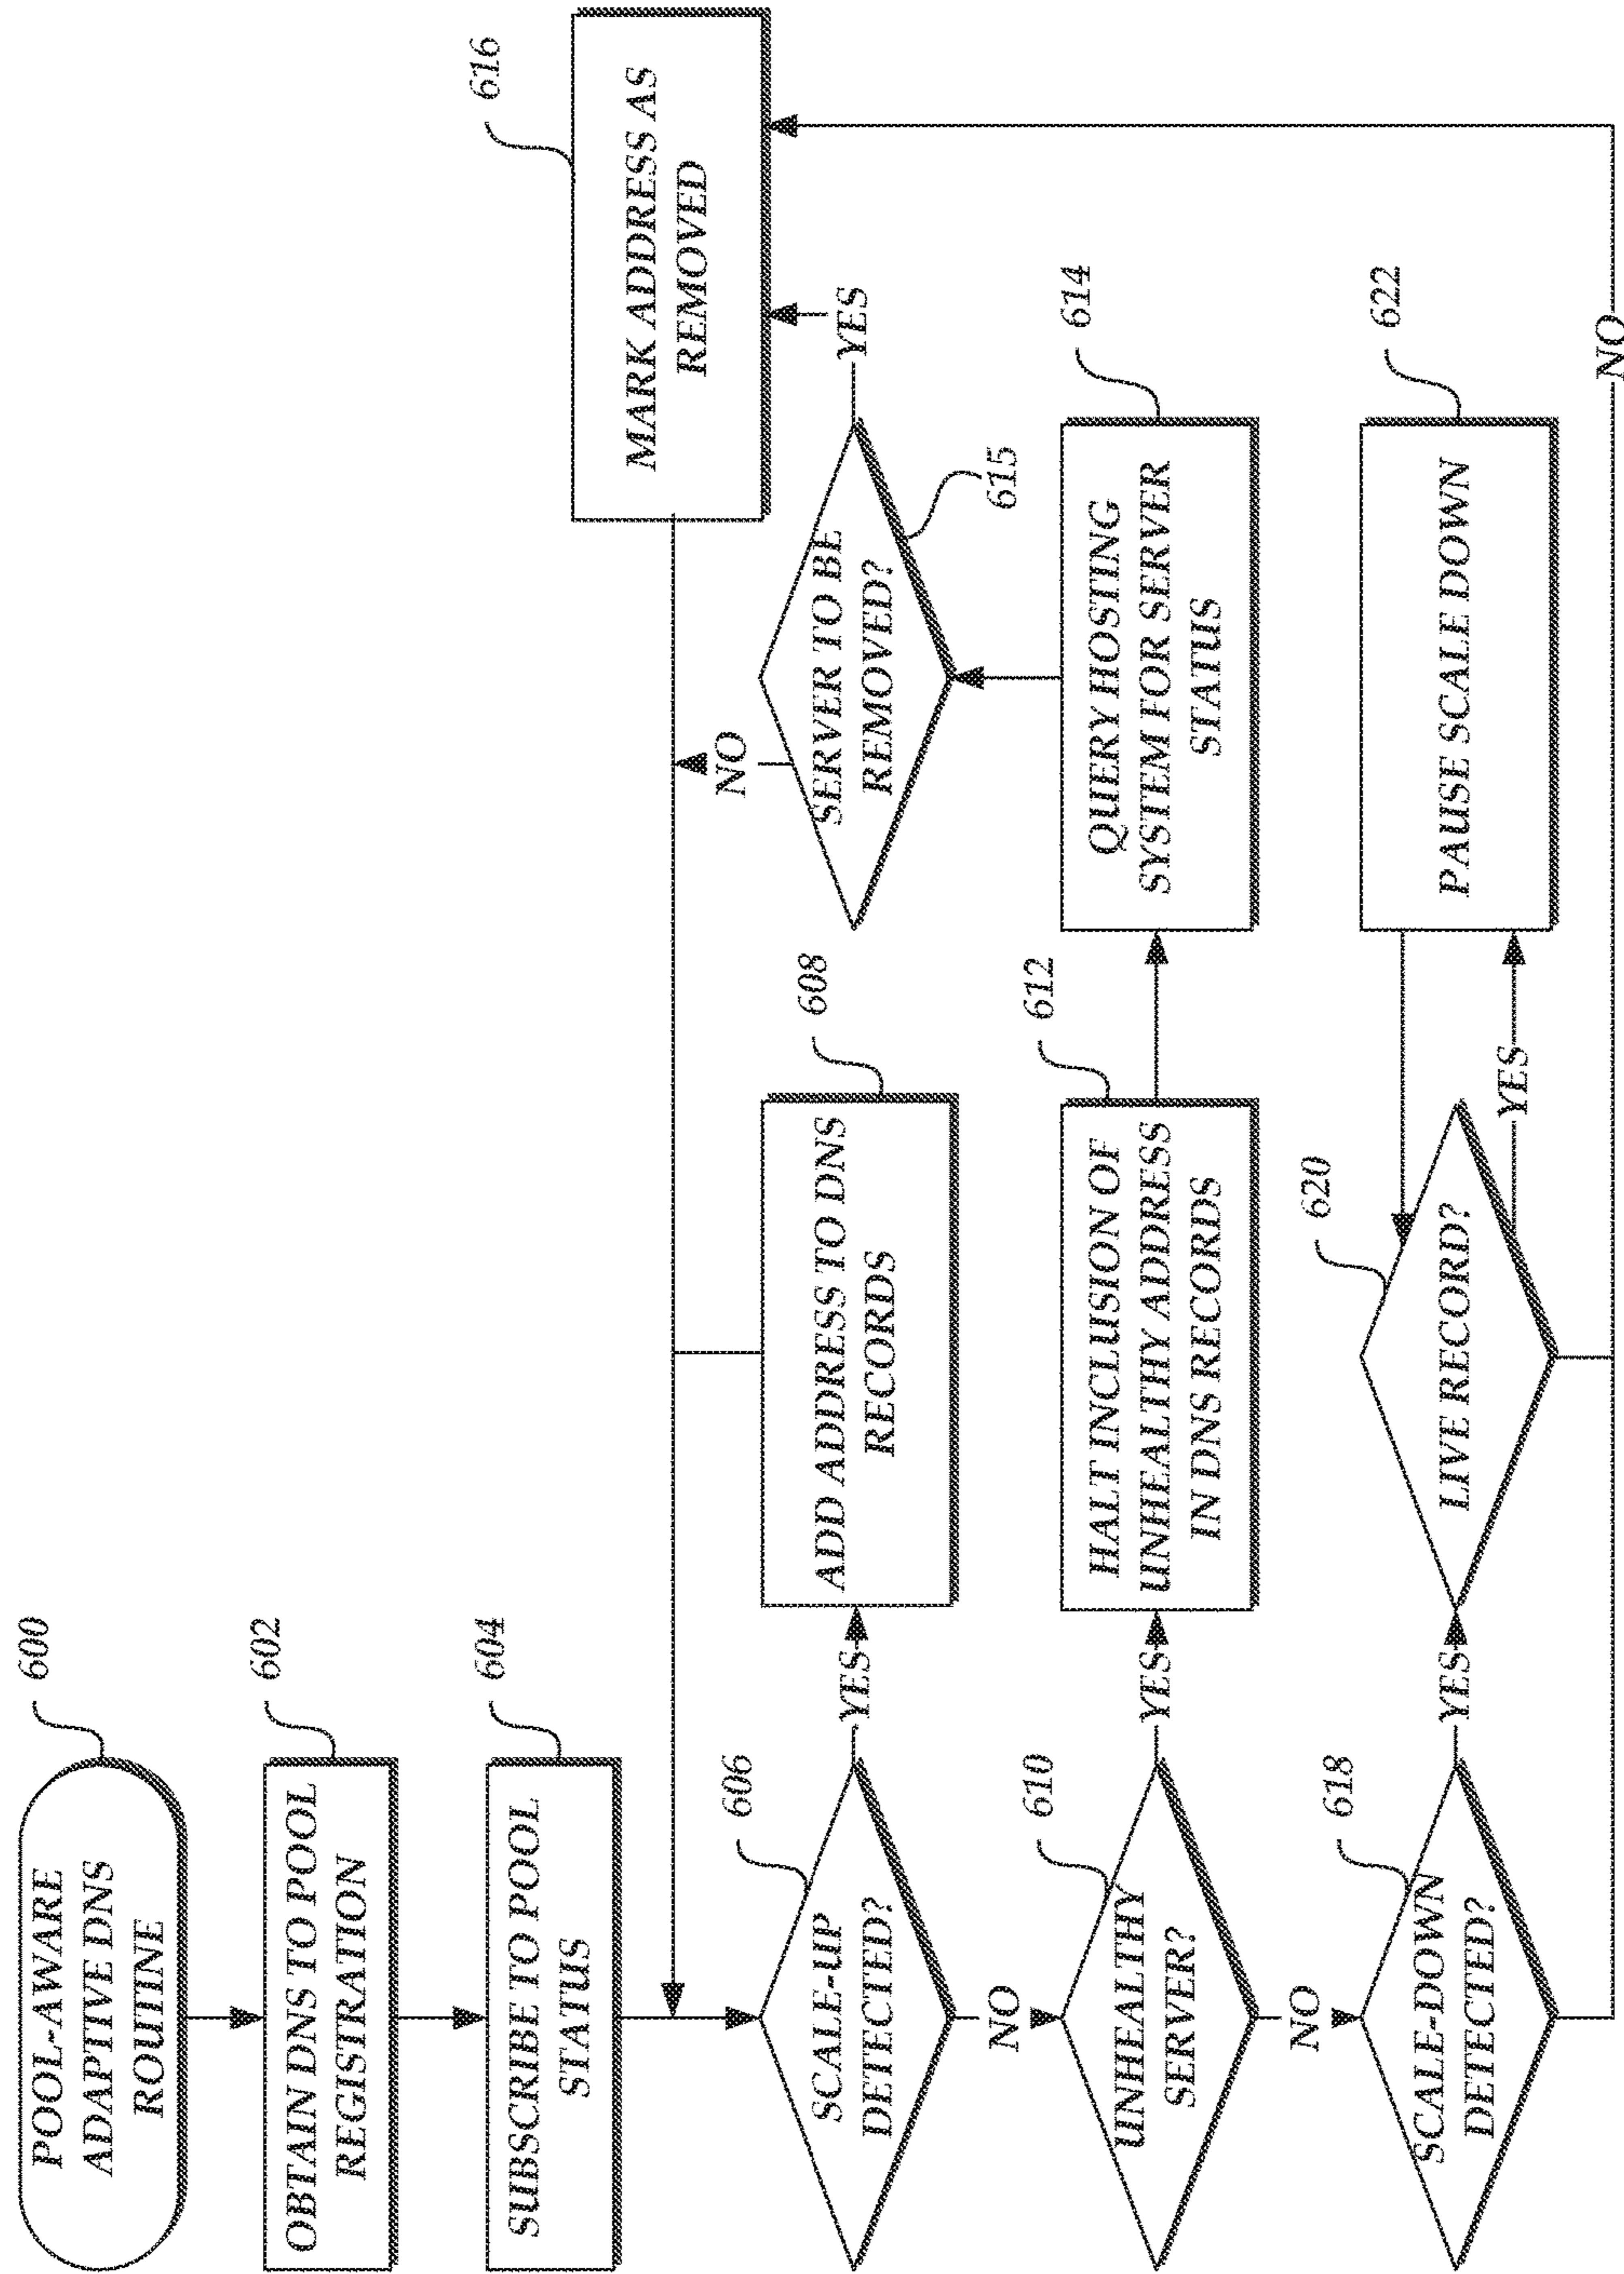 600
POOL-AWARE
ADAPTIVE DNS
ROUTINE
602
OBTAIN DNS TO POOL
REGISTRATION
604
SUBSCRIBE TO POOL
STATUS
606
SCALE-UP
DETECTED?
YES
608
ADD ADDRESS TO DNS
RECORDS
NO
610
UNHEALTHY
SERVER?
YES
612
HALT INCLUSION OF
UNHEALTHY ADDRESS
IN DNS RECORDS
614
QUIERY HOSTING
SYSTEM FOR SERVER
STATUS
615
SERVER TO BE
REMOVED?
NO
YES
616
MARK ADDRESS AS
REMOVED
NO
618
SCALE-DOWN
DETECTED?
YES
620
LIVE RECORD?
YES
622
PAUSE SCALE DOWN
NO